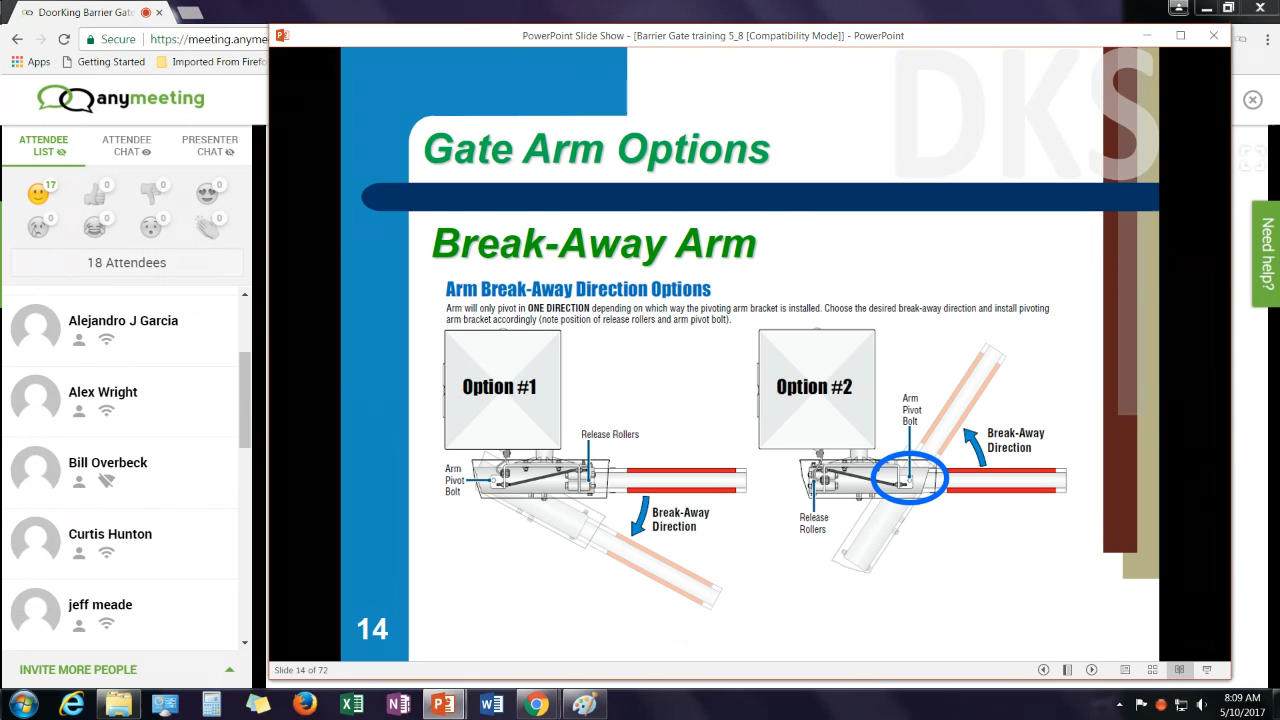 DoorKing Barrier Gate
Secure
https://meeting.anyme
Apps
Getting Started
Imported From Firefo
anymeeting
ATTENDEE
LIST
ATTENDEE
CHAT
PRESENTER
CHAT
17
0
0
0
0
0
0
0
18 Attendees
Alejandro J Garcia
Alex Wright
Bill Overbeck
Curtis Hunton
jeff meade
INVITE MORE PEOPLE
PowerPoint Slide Show - [Barrier Gate training 5_8 [Compatibility Mode]] - PowerPoint
DKS
Gate Arm Options
Break-Away Arm
Arm Break-Away Direction Options
Arm will only pivot in ONE DIRECTION depending on which way the pivoting arm bracket is installed. Choose the desired break-away direction and install pivoting
arm bracket accordingly (note position of release rollers and arm pivot bolt).
Option #1
Release Rollers
Arm
Pivot
Bolt
Break-Away
Direction
Option #2
Arm
Pivot
Bolt
Break-Away
Direction
Release
Rollers
14
Slide 14 of 72
Need help?
8:09 AM
5/10/2017